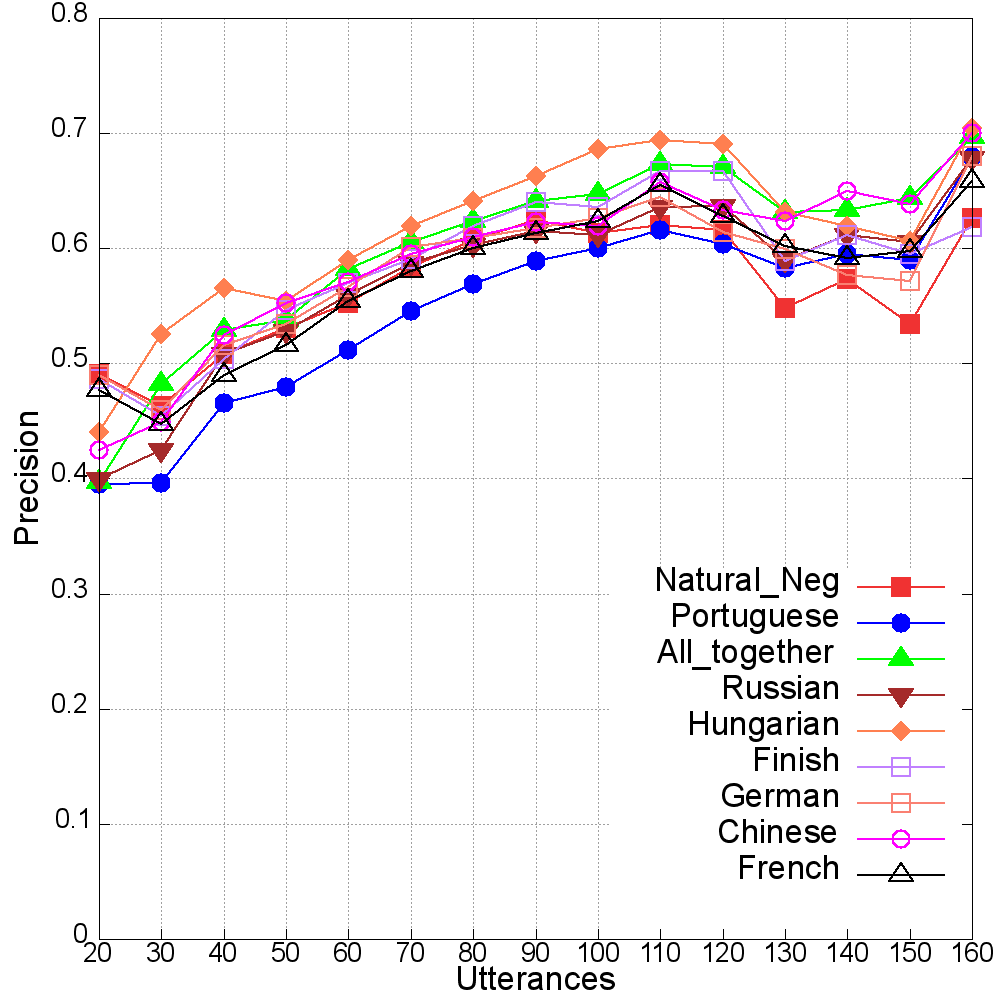 0.8
0.7
0.6
0.5
0.4
0.3
0.2
0.1
0
Precision
Natural_Neg
Portuguese
All_together
Russian
Hungarian
Finish
German
Chinese
French
20 30 40 50 60 70 80 90 100 110 120 130 140 150 160
Utterances